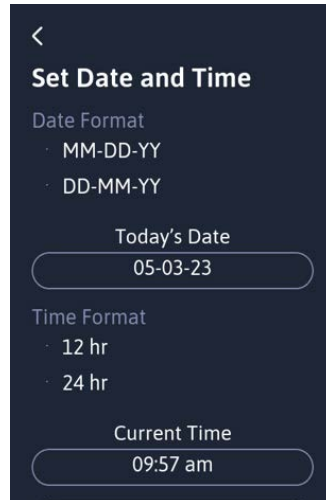 Set Date and Time
Date Format
MM-DD-YY
DD-MM-YY
Today's Date
05-03-23
Time Format
12 hr
24 hr
Current Time
09:57 am